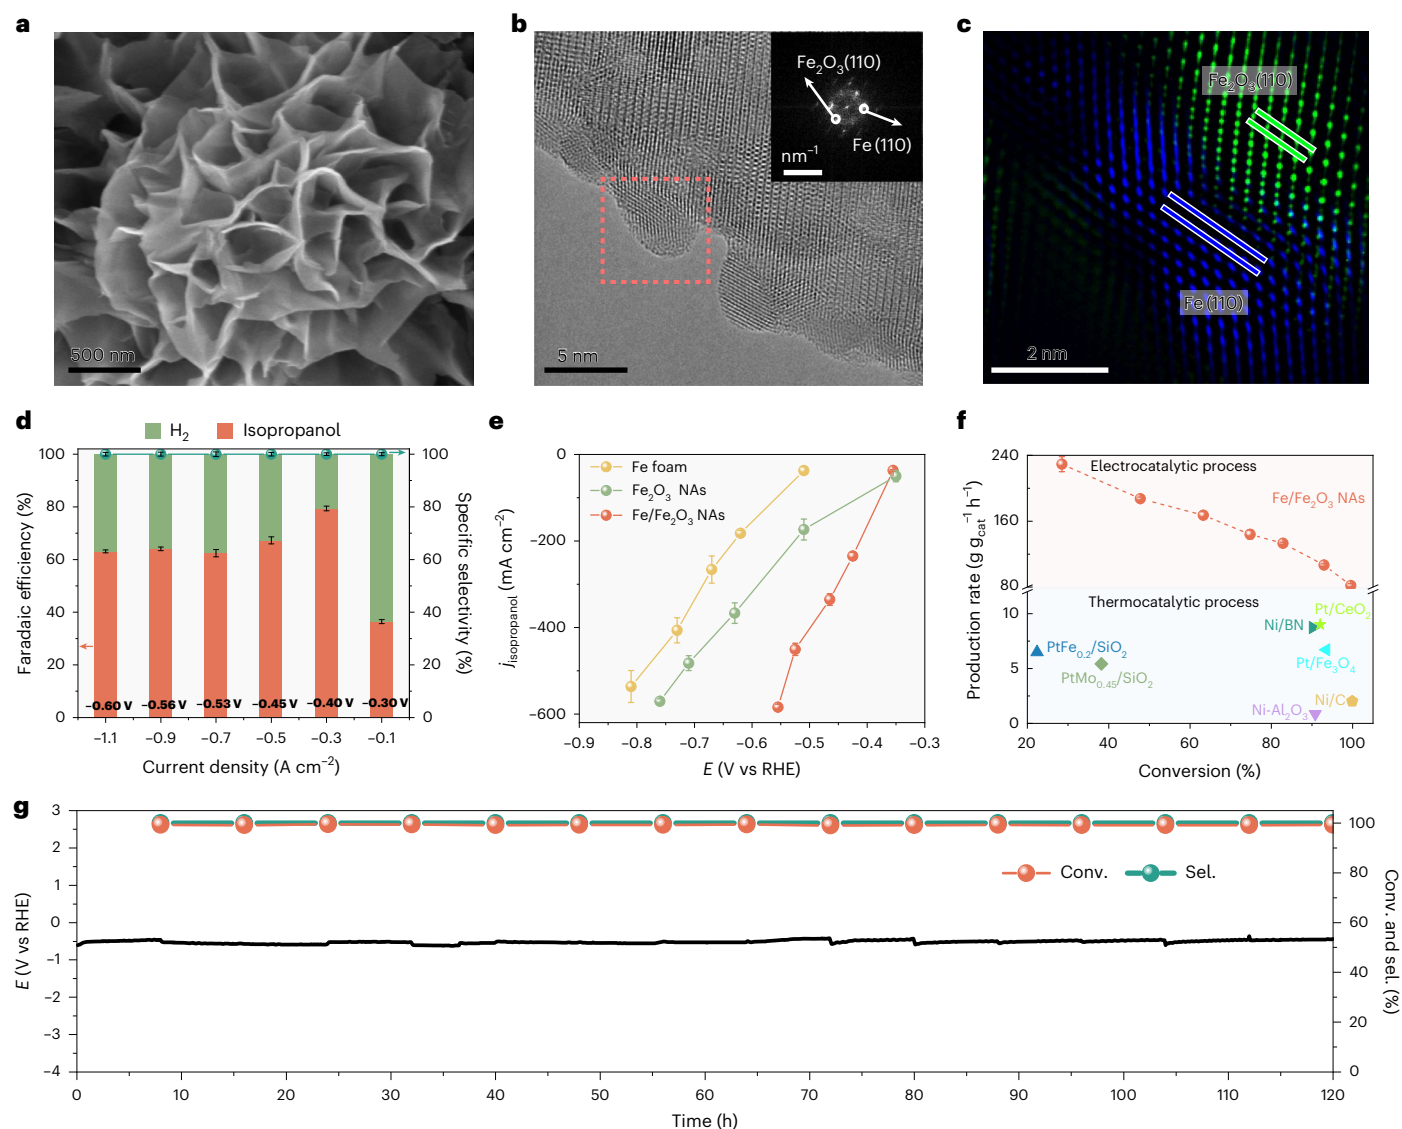 a
500 nm
b
Fe2O3(110)
Fe (110)
nm−1
5 nm
c
Fe2O3(110)
Fe (110)
2 nm
d
H2
Isopropanol
Faradaic efficiency (%)
100
80
60
40
20
0
Specific selectivity (%)
100
80
60
40
20
0
−0.60 V
−0.56 V
−0.53 V
−0.45 V
−0.40 V
−0.30 V
−1.1
−0.9
−0.7
−0.5
−0.3
−0.1
Current density (A cm−2)
e
jisopropanol (mA cm−2)
0
−200
−400
−600
Fe foam
Fe2O3 NAs
Fe/Fe2O3 NAs
−0.9
−0.8
−0.7
−0.6
−0.5
−0.4
−0.3
E (V vs RHE)
f
Production rate (g gcat−1 h−1)
240
160
80
10
5
0
Electrocatalytic process
Fe/Fe2O3 NAs
Thermocatalytic process
Pt/CeO2
Ni/BN
PtFe0.2/SiO2
Pt/Fe3O4
PtMo0.45/SiO2
Ni/C
Ni-Al2O3
20
40
60
80
100
Conversion (%)
g
E (V vs RHE)
3
2
1
0
−1
−2
−3
−4
Conv.
Sel.
Conv. and sel. (%)
100
80
60
40
20
0
0
10
20
30
40
50
60
70
80
90
100
110
120
Time (h)